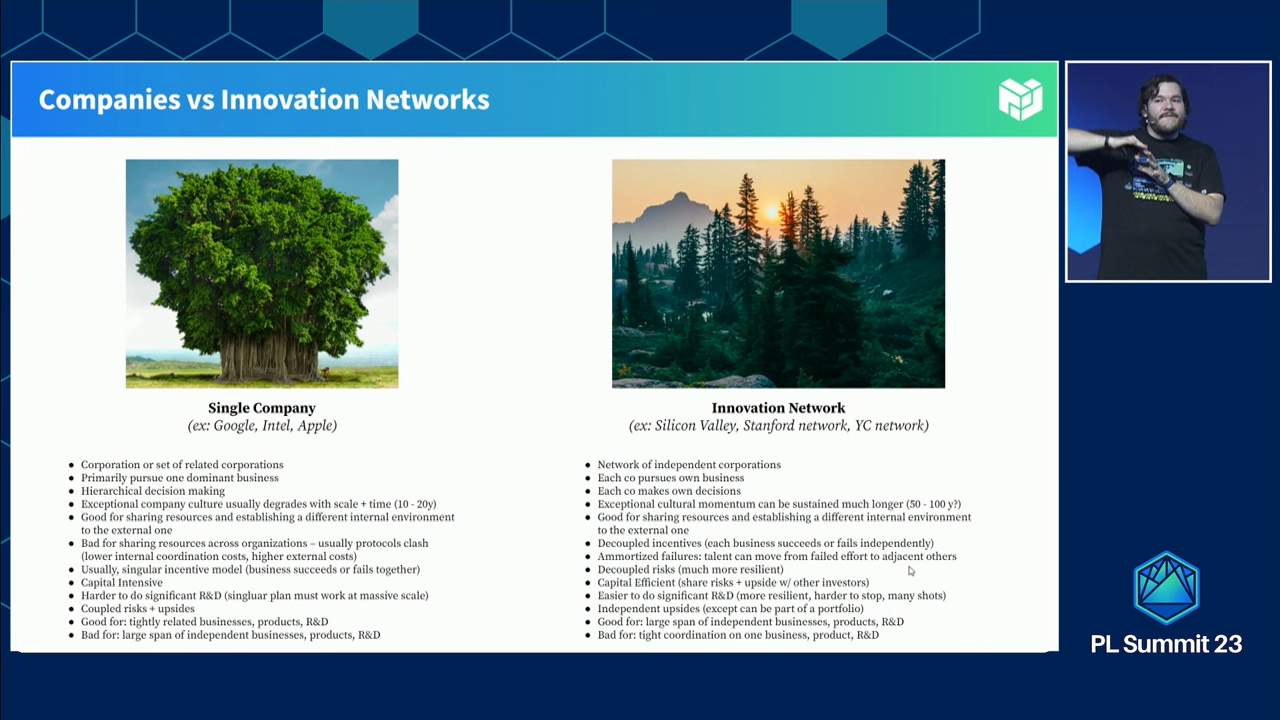 Companies vs Innovation Networks
Single Company
(ex: Google, Intel, Apple)
● Corporation or set of related corporations
● Primarily pursue one dominant business
● Hierarchical decision making
● Exceptional company culture usually degrades with scale + time (10 - 20y)
● Good for sharing resources and establishing a different internal environment
to the external one
● Bad for sharing resources across organizations – usually protocols clash
(lower internal coordination costs, higher external costs)
● Usually, singular incentive model (business succeeds or fails together)
● Capital Intensive
● Harder to do significant R&D (singluar plan must work at massive scale)
● Coupled risks + upsides
● Good for: tightly related businesses, products, R&D
● Bad for: large span of independent businesses, products, R&D
Innovation Network
(ex: Silicon Valley, Stanford network, YC network)
● Network of independent corporations
● Each co pursues own business
● Each co makes own decisions
● Exceptional cultural momentum can be sustained much longer (50 - 100 y?)
● Good for sharing resources and establishing a different internal environment
to the external one
● Decoupled incentives (each business succeeds or fails independently)
● Ammortized failures: talent can move from failed effort to adjacent others
● Decoupled risks (much more resilient)
● Capital Efficient (share risks + upside w/ other investors)
● Easier to do significant R&D (more resilient, harder to stop, many shots)
● Independent upsides (except can be part of a portfolio)
● Good for: large span of independent businesses, products, R&D
● Bad for: tight coordination on one business, product, R&D
PL Summit 23